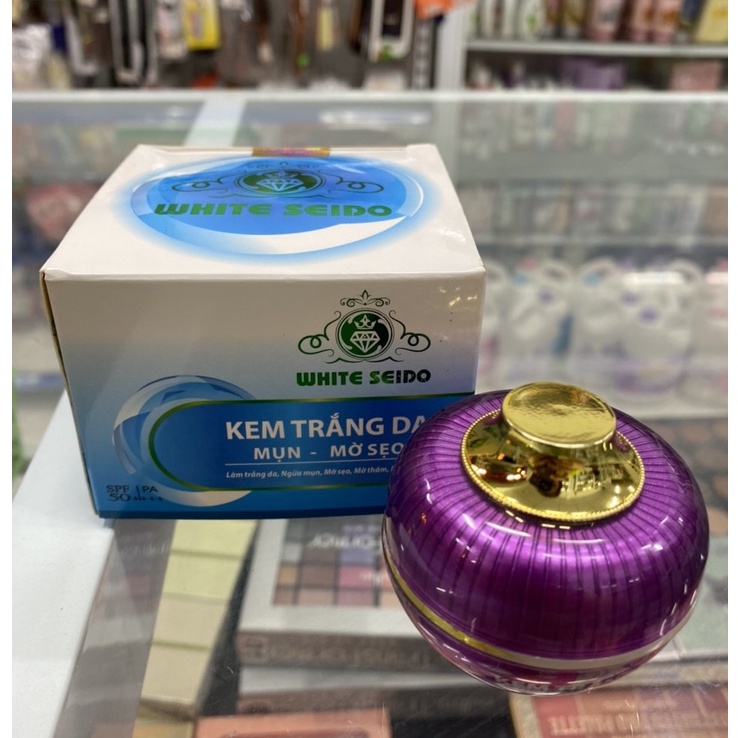 WHITE SEIDO
WHITE SEIDO
KEM TRẮNG DA
MỤN - MỜ SẸO
Làm trắng da, Ngừa mụn, Mờ sẹo, Mờ thâm,
SPF PA
50 +++